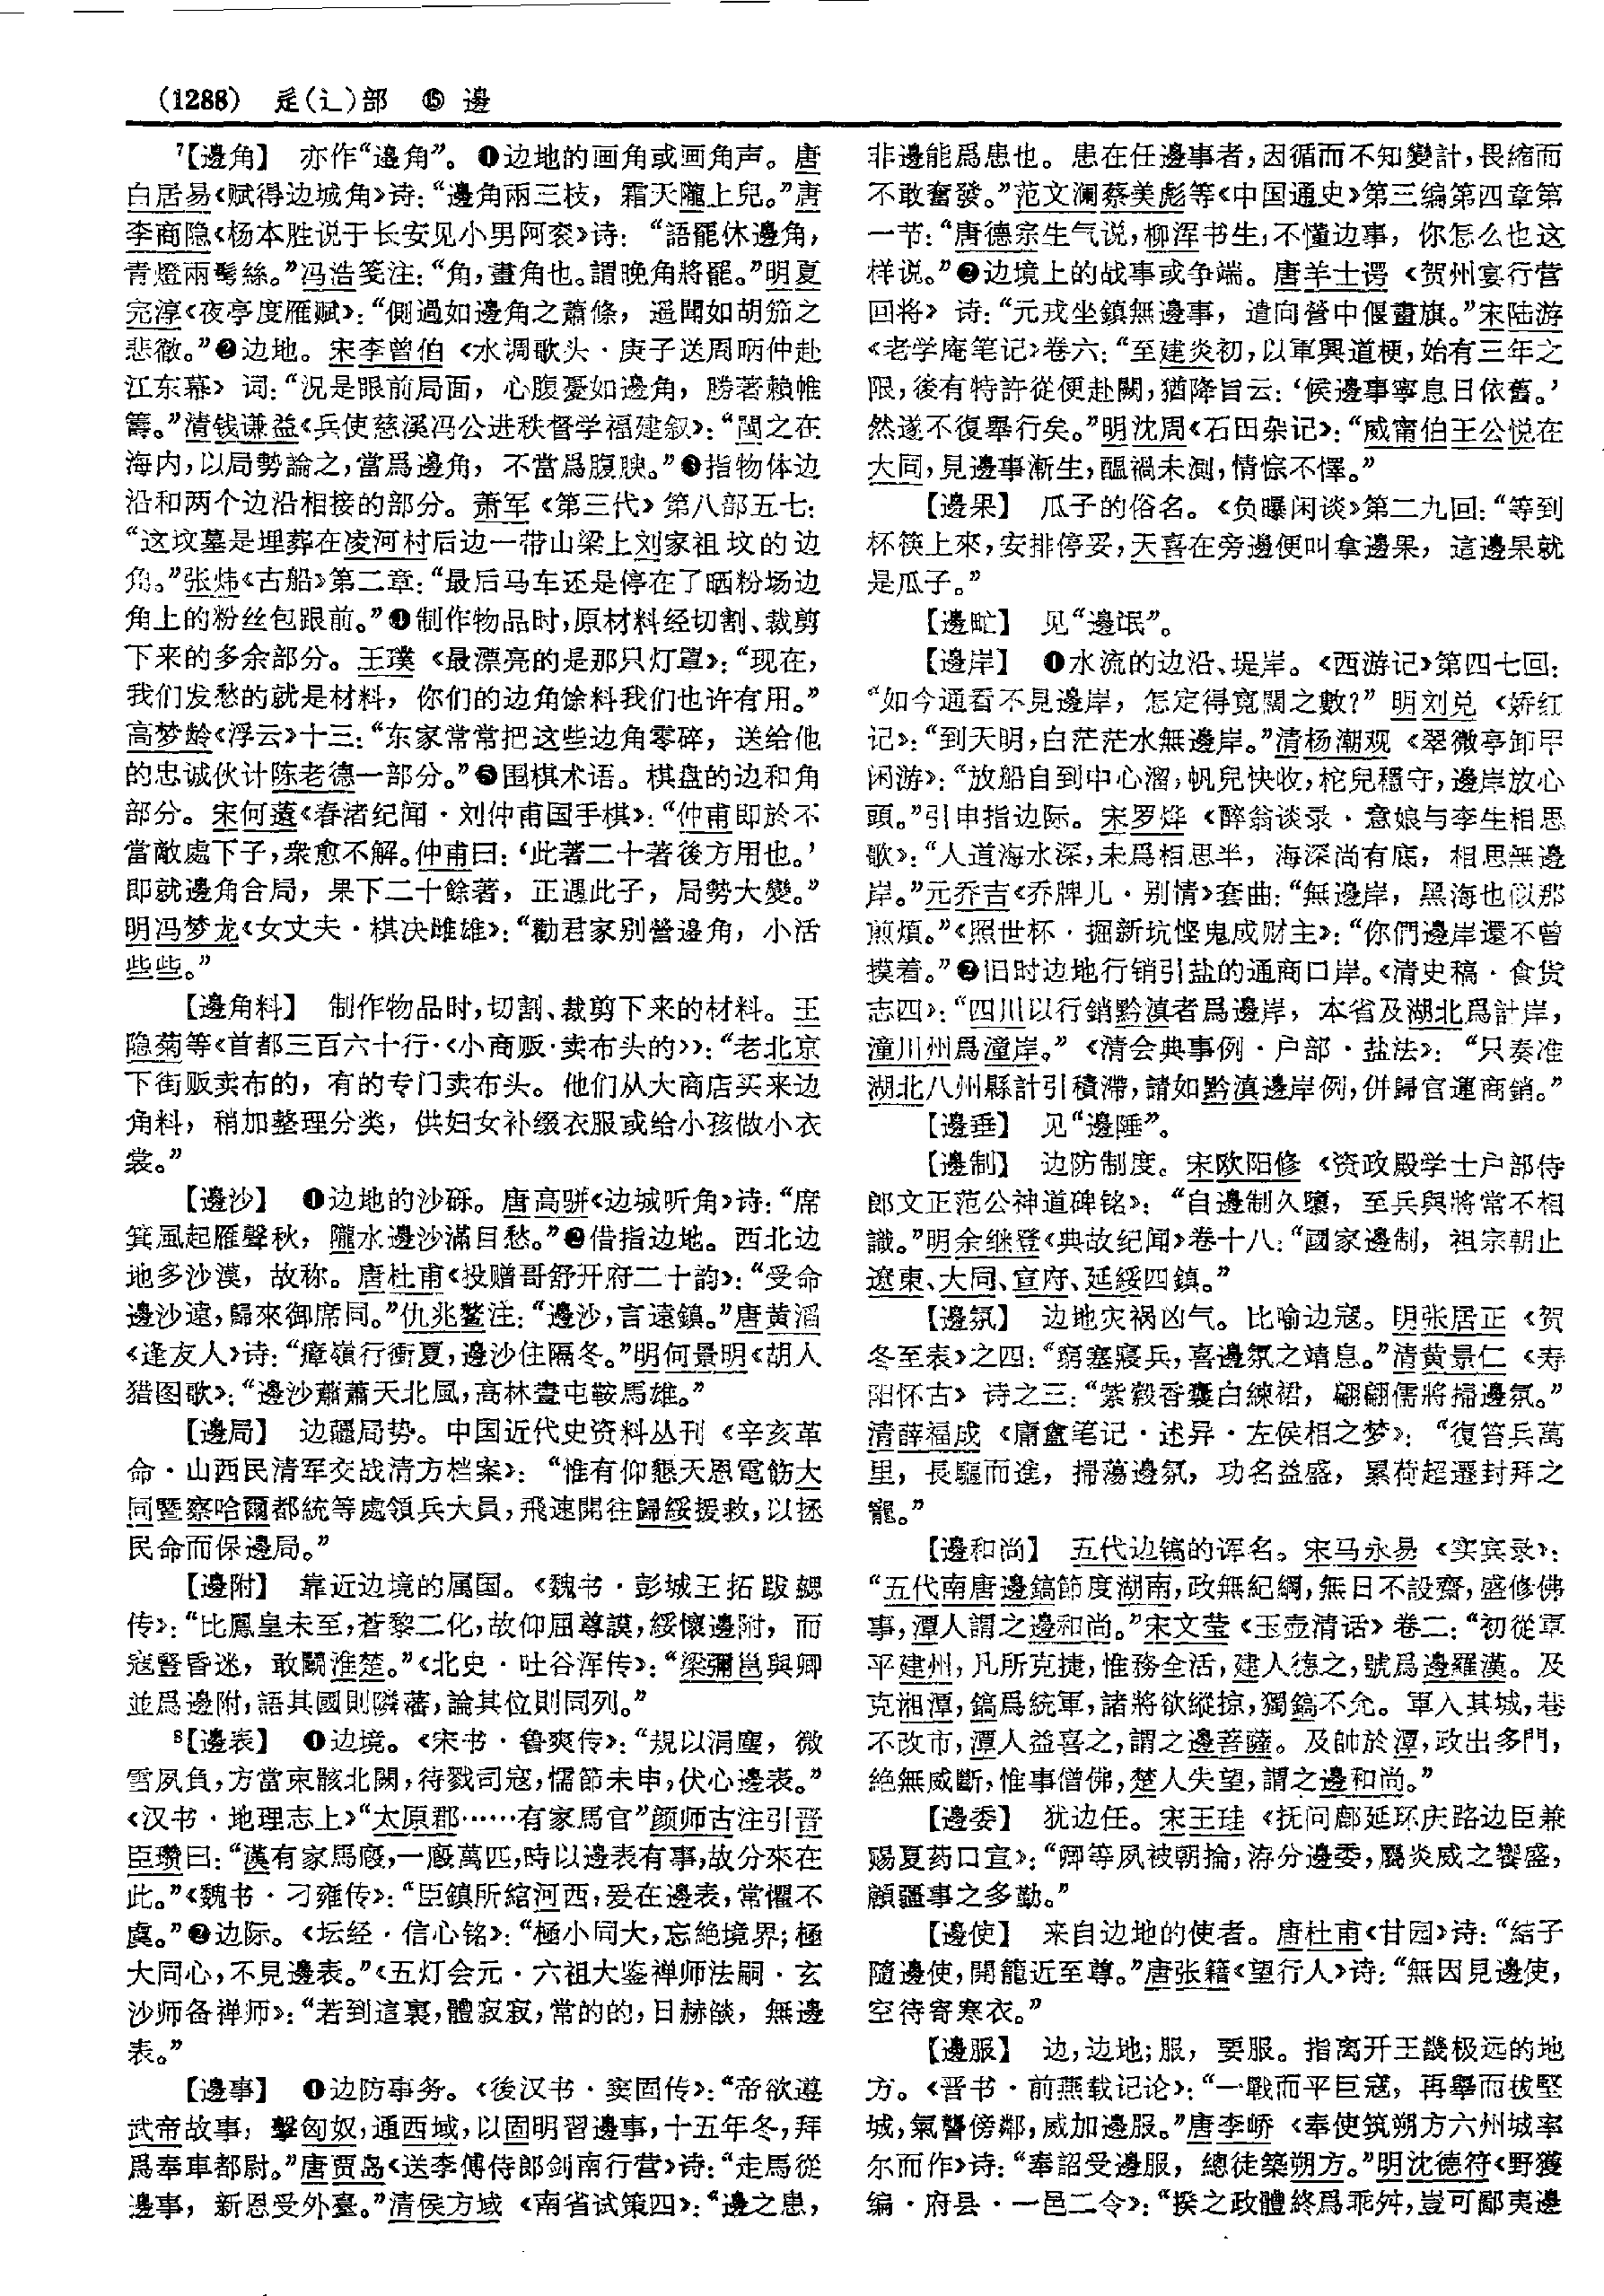 (1288) 辵(辶)部 ⑮ 邊
⁷【邊角】 亦作“邉角”。❶边地的画角或画角声。唐
白居易《赋得边城角》诗：“邊角兩三枝，霜天隴上兒。”唐
李商隐《杨本胜说于长安见小男阿衮》诗：“語罷休邊角，
青燈兩鬢絲。”冯浩笺注：“角，畫角也。謂晚角將罷。”明夏
完淳《夜亭度雁赋》：“側過如邊角之蕭條，遥聞如胡笳之
悲徹。”❷边地。宋李曾伯《水调歌头·庚子送周晒仲赴
江东幕》词：“况是眼前局面，心腹憂如邊角，勝著賴帷
籌。”清钱谦益《兵使慈溪冯公进秩督学福建叙》：“閩之在
海内，以局勢論之，當爲邊角，不當爲腹腴。”❸指物体边
沿和两个边沿相接的部分。萧军《第三代》第八部五七：
“这坟墓是埋葬在凌河村后边一带山梁上刘家祖坟的边
角。”张炜《古船》第二章：“最后马车还是停在了晒粉场边
角上的粉丝包跟前。”❹制作物品时，原材料经切割、裁剪
下来的多余部分。王璞《最漂亮的是那只灯罩》：“现在，
我们发愁的就是材料，你们的边角馀料我们也许有用。”
高梦龄《浮云》十三：“东家常常把这些边角零碎，送给他
的忠诚伙计陈老德一部分。”❺围棋术语。棋盘的边和角
部分。宋何薳《春渚纪闻·刘仲甫国手棋》：“仲甫即於不
當敵處下子，衆愈不解。仲甫曰：‘此著二十著後方用也。’
即就邊角合局，果下二十餘著，正遇此子，局勢大變。”
明冯梦龙《女丈夫·棋决雌雄》：“勸君家别營邉角，小活
些些。”
【邊角料】 制作物品时，切割、裁剪下来的材料。王
隐菊等《首都三百六十行·〈小商贩·卖布头的〉》：“老北京
下街贩卖布的，有的专门卖布头。他们从大商店买来边
角料，稍加整理分类，供妇女补缀衣服或给小孩做小衣
裳。”
【邊沙】 ❶边地的沙砾。唐高骈《边城听角》诗：“席
箕風起雁聲秋，隴水邊沙滿目愁。”❷借指边地。西北边
地多沙漠，故称。唐杜甫《投赠哥舒开府二十韵》：“受命
邊沙遠，歸來御席同。”仇兆鳌注：“邊沙，言遠鎮。”唐黄滔
《逢友人》诗：“瘴嶺行衝夏，邊沙住隔冬。”明何景明《胡人
猎图歌》：“邊沙蕭蕭天北風，高林晝屯鞍馬雄。”
【邊局】 边疆局势。中国近代史资料丛刊《辛亥革
命·山西民清军交战清方档案》：“惟有仰懇天恩電飭大
同暨察哈爾都統等處領兵大員，飛速開往歸綏援救，以拯
民命而保邊局。”
【邊附】 靠近边境的属国。《魏书·彭城王拓跋勰
传》：“比鳳皇未至，蒼黎二化，故仰屈尊謨，綏懷邊附，而
寇豎昏迷，敢鬭淮楚。”《北史·吐谷浑传》：“梁彌邕與卿
並爲邊附，語其國則隣藩，論其位則同列。”
⁸【邊表】 ❶边境。《宋书·鲁爽传》：“規以涓塵，微
雪夙負，方當束骸北闕，待戮司寇，懦節未申，伏心邊表。”
《汉书·地理志上》“太原郡……有家馬官”颜师古注引晋
臣瓒曰：“漢有家馬廄，一廄萬匹，時以邊表有事，故分來在
此。”《魏书·刁雍传》：“臣鎮所綰河西，爰在邊表，常懼不
虞。”❷边际。《坛经·信心铭》：“極小同大，忘絶境界；極
大同心，不見邊表。”《五灯会元·六祖大鉴禅师法嗣·玄
沙师备禅师》：“若到這裏，體寂寂，常的的，日赫燄，無邊
表。”
【邊事】 ❶边防事务。《後汉书·窦固传》：“帝欲遵
武帝故事，擊匈奴，通西域，以固明習邊事，十五年冬，拜
爲奉車都尉。”唐贾岛《送李傅侍郎剑南行营》诗：“走馬從
邊事，新恩受外臺。”清侯方域《南省试策四》：“邊之患，
非邊能爲患也。患在任邊事者，因循而不知變計，畏縮而
不敢奮發。”范文澜蔡美彪等《中国通史》第三编第四章第
一节：“唐德宗生气说，柳浑书生，不懂边事，你怎么也这
样说。”❷边境上的战事或争端。唐羊士谔《贺州宴行营
回将》诗：“元戎坐鎮無邊事，遣向營中偃畫旗。”宋陆游
《老学庵笔记》卷六：“至建炎初，以軍興道梗，始有三年之
限，後有特許從便赴闕，猶降旨云：‘候邊事寧息日依舊。’
然遂不復舉行矣。”明沈周《石田杂记》：“威甯伯王公悦在
大同，見邊事漸生，醖禍未測，情悰不懌。”
【邊果】 瓜子的俗名。《负曝闲谈》第二九回：“等到
杯筷上來，安排停妥，天喜在旁邊便叫拿邊果，這邊果就
是瓜子。”
【邊甿】 见“邊氓”。
【邊岸】 ❶水流的边沿、堤岸。《西游记》第四七回：
“如今通看不見邊岸，怎定得寬闊之數？”明刘兑《娇红
记》：“到天明，白茫茫水無邊岸。”清杨潮观《翠微亭卸甲
闲游》：“放船自到中心溜，帆兒快收，柁兒穩守，邊岸放心
頭。”引申指边际。宋罗烨《醉翁谈录·意娘与李生相思
歌》：“人道海水深，未爲相思半，海深尚有底，相思無邊
岸。”元乔吉《乔牌儿·别情》套曲：“無邊岸，黑海也似那
煎煩。”《照世杯·掘新坑悭鬼成财主》：“你們邊岸還不曾
摸着。”❷旧时边地行销引盐的通商口岸。《清史稿·食货
志四》：“四川以行銷黔滇者爲邊岸，本省及湖北爲計岸，
潼川州爲潼岸。”《清会典事例·户部·盐法》：“只奏准
湖北八州縣計引積滯，請如黔滇邊岸例，併歸官運商銷。”
【邊垂】 见“邊陲”。
【邊制】 边防制度。宋欧阳修《资政殿学士户部侍
郎文正范公神道碑铭》：“自邊制久隳，至兵與將常不相
識。”明余继登《典故纪闻》卷十八：“國家邊制，祖宗朝止
遼東、大同、宣府、延綏四鎮。”
【邊氛】 边地灾祸凶气。比喻边寇。明张居正《贺
冬至表》之四：“窮塞寢兵，喜邊氛之靖息。”清黄景仁《寿
阳怀古》诗之三：“紫縠香囊白練裙，翩翩儒將掃邊氛。”
清薛福成《庸盦笔记·述异·左侯相之梦》：“復笞兵萬
里，長驅而進，掃蕩邊氛，功名益盛，累荷超遷封拜之
寵。”
【邊和尚】 五代边镐的诨名。宋马永易《实宾录》：
“五代南唐邊鎬節度湖南，政無紀綱，無日不設齋，盛修佛
事，潭人謂之邊和尚。”宋文莹《玉壶清话》卷二：“初從軍
平建州，凡所克捷，惟務全活，建人德之，號爲邊羅漢。及
克湘潭，鎬爲統軍，諸將欲縱掠，獨鎬不允。軍入其城，巷
不改市，潭人益喜之，謂之邊菩薩。及帥於潭，政出多門，
絶無威斷，惟事僧佛，楚人失望，謂之邊和尚。”
【邊委】 犹边任。宋王珪《抚问鄜延环庆路边臣兼
赐夏药口宣》：“卿等夙被朝掄，洊分邊委，屬炎威之饗盛，
顧疆事之多勤。”
【邊使】 来自边地的使者。唐杜甫《甘园》诗：“結子
隨邊使，開籠近至尊。”唐张籍《望行人》诗：“無因見邊使，
空待寄寒衣。”
【邊服】 边，边地；服，要服。指离开王畿极远的地
方。《晋书·前燕载记论》：“一戰而平巨寇，再舉而拔堅
城，氣讋傍鄰，威加邊服。”唐李峤《奉使筑朔方六州城率
尔而作》诗：“奉詔受邊服，總徒築朔方。”明沈德符《野獲
编·府县·一邑二令》：“揆之政體終爲乖舛，豈可鄙夷邊